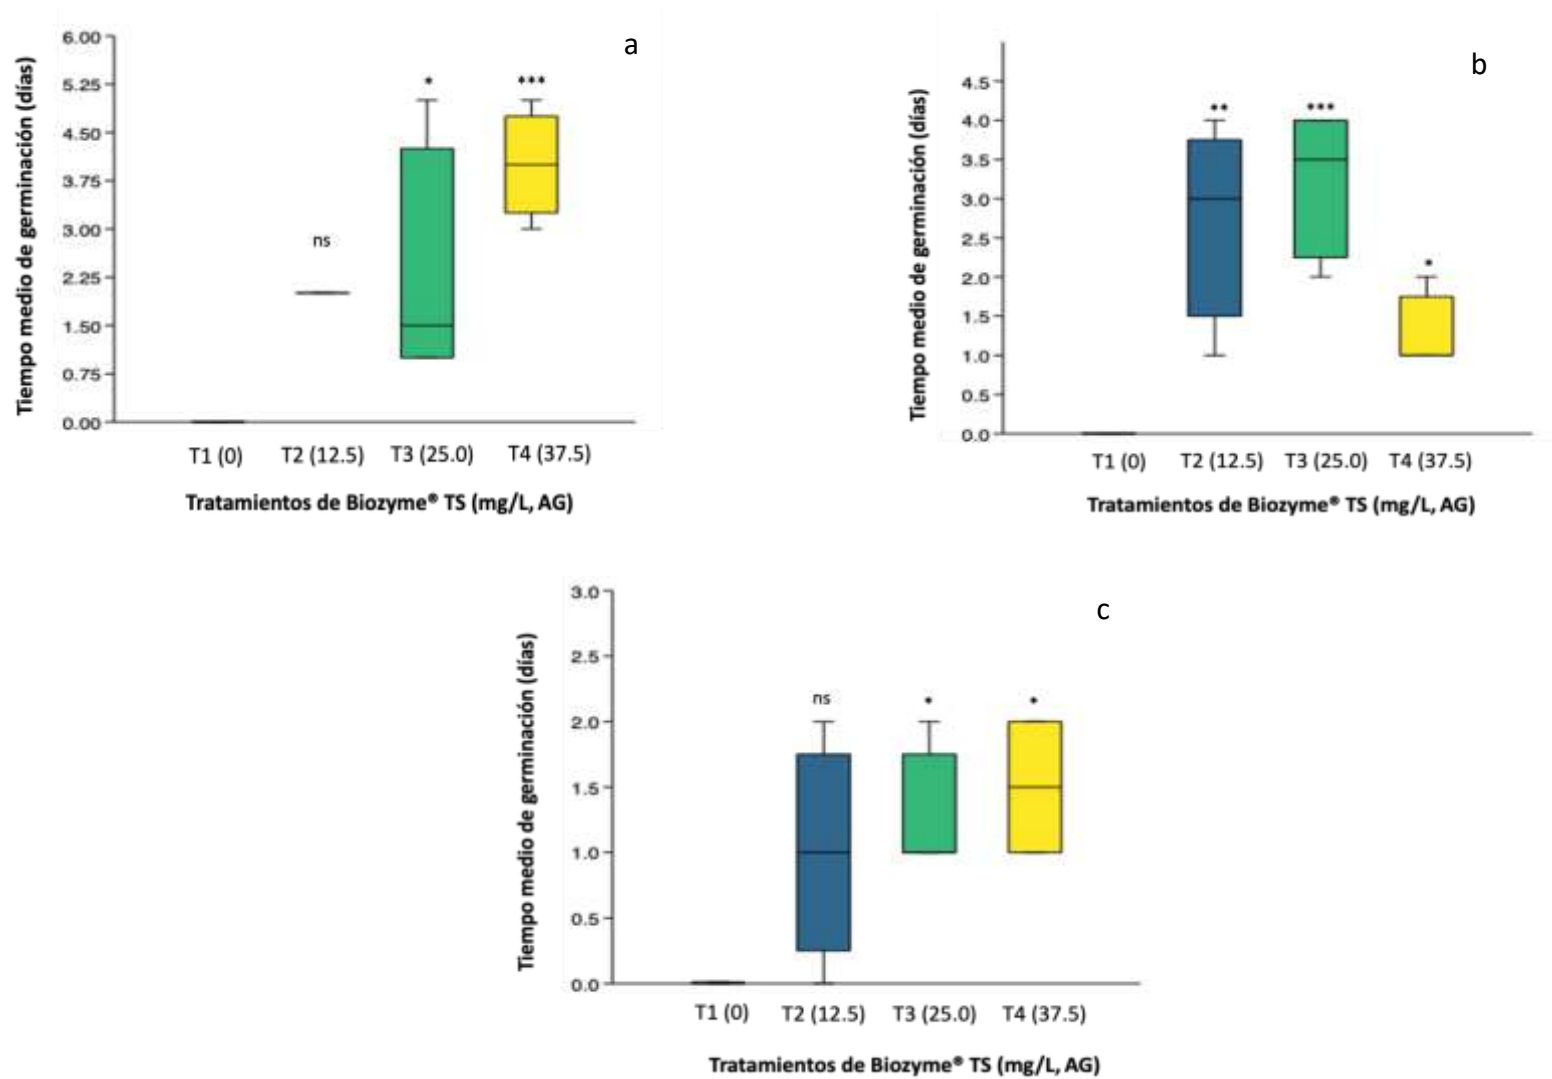 a
Tiempo medio de germinación (días)
6.00
5.25
4.50
3.75
3.00
2.25
1.50
0.75
0.00
ns
*
***
T1 (0) T2 (12.5) T3 (25.0) T4 (37.5)
Tratamientos de Biozyme® TS (mg/L, AG)
b
Tiempo medio de germinación (días)
4.5
4.0
3.5
3.0
2.5
2.0
1.5
1.0
0.5
0.0
**
***
*
T1 (0) T2 (12.5) T3 (25.0) T4 (37.5)
Tratamientos de Biozyme® TS (mg/L, AG)
c
Tiempo medio de germinación (días)
3.0
2.5
2.0
1.5
1.0
0.5
0.0
ns
*
*
T1 (0) T2 (12.5) T3 (25.0) T4 (37.5)
Tratamientos de Biozyme® TS (mg/L, AG)